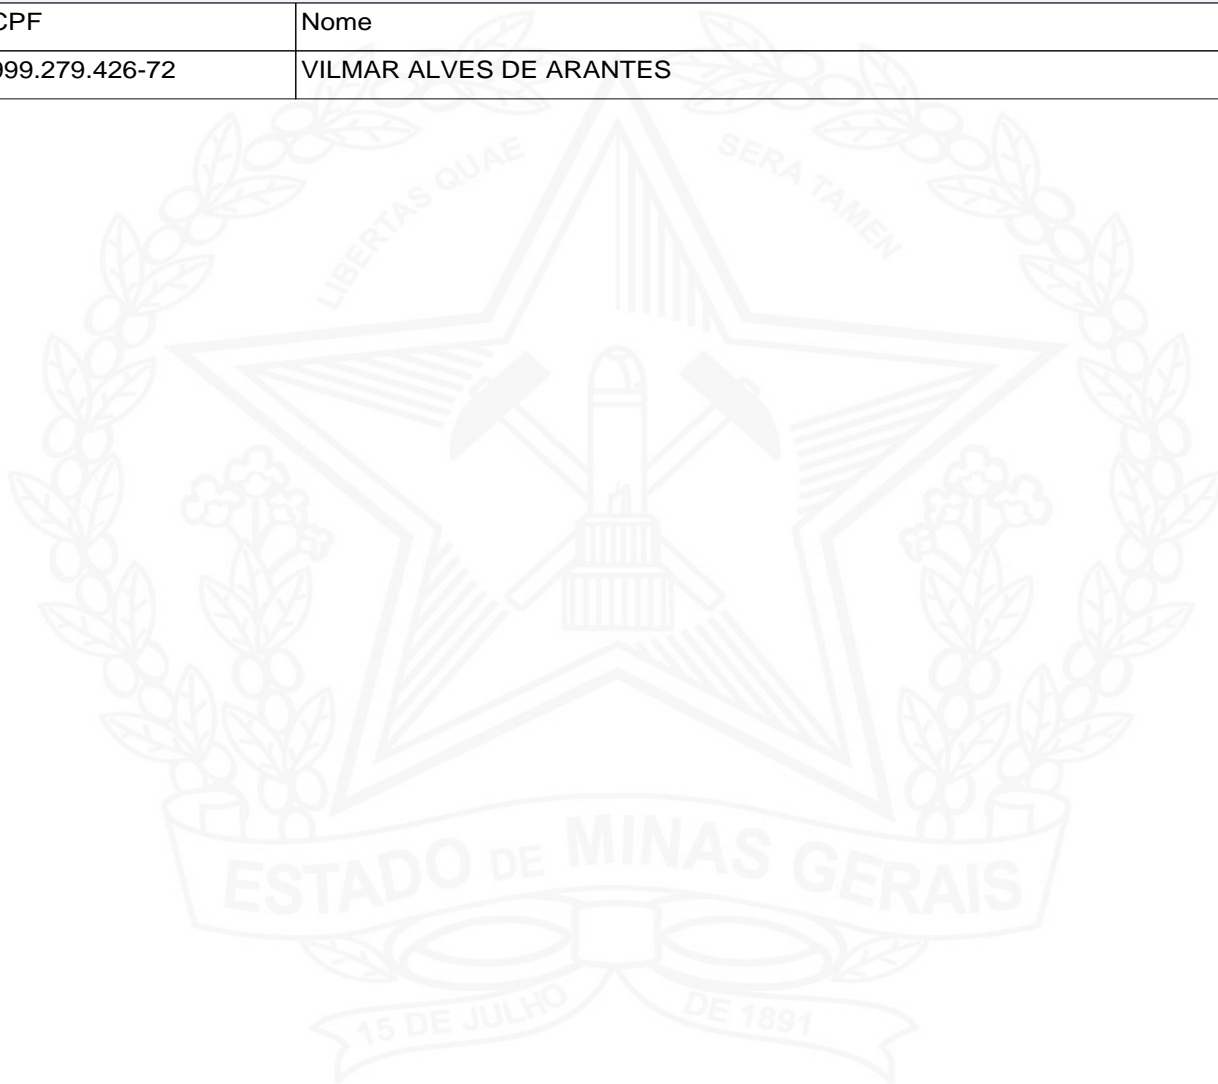 CPF Nome
999.279.426-72 VILMAR ALVES DE ARANTES
LIBERTAS QUAE SERA TAMEN
ESTADO DE MINAS GERAIS
15 DE JULHO DE 1891